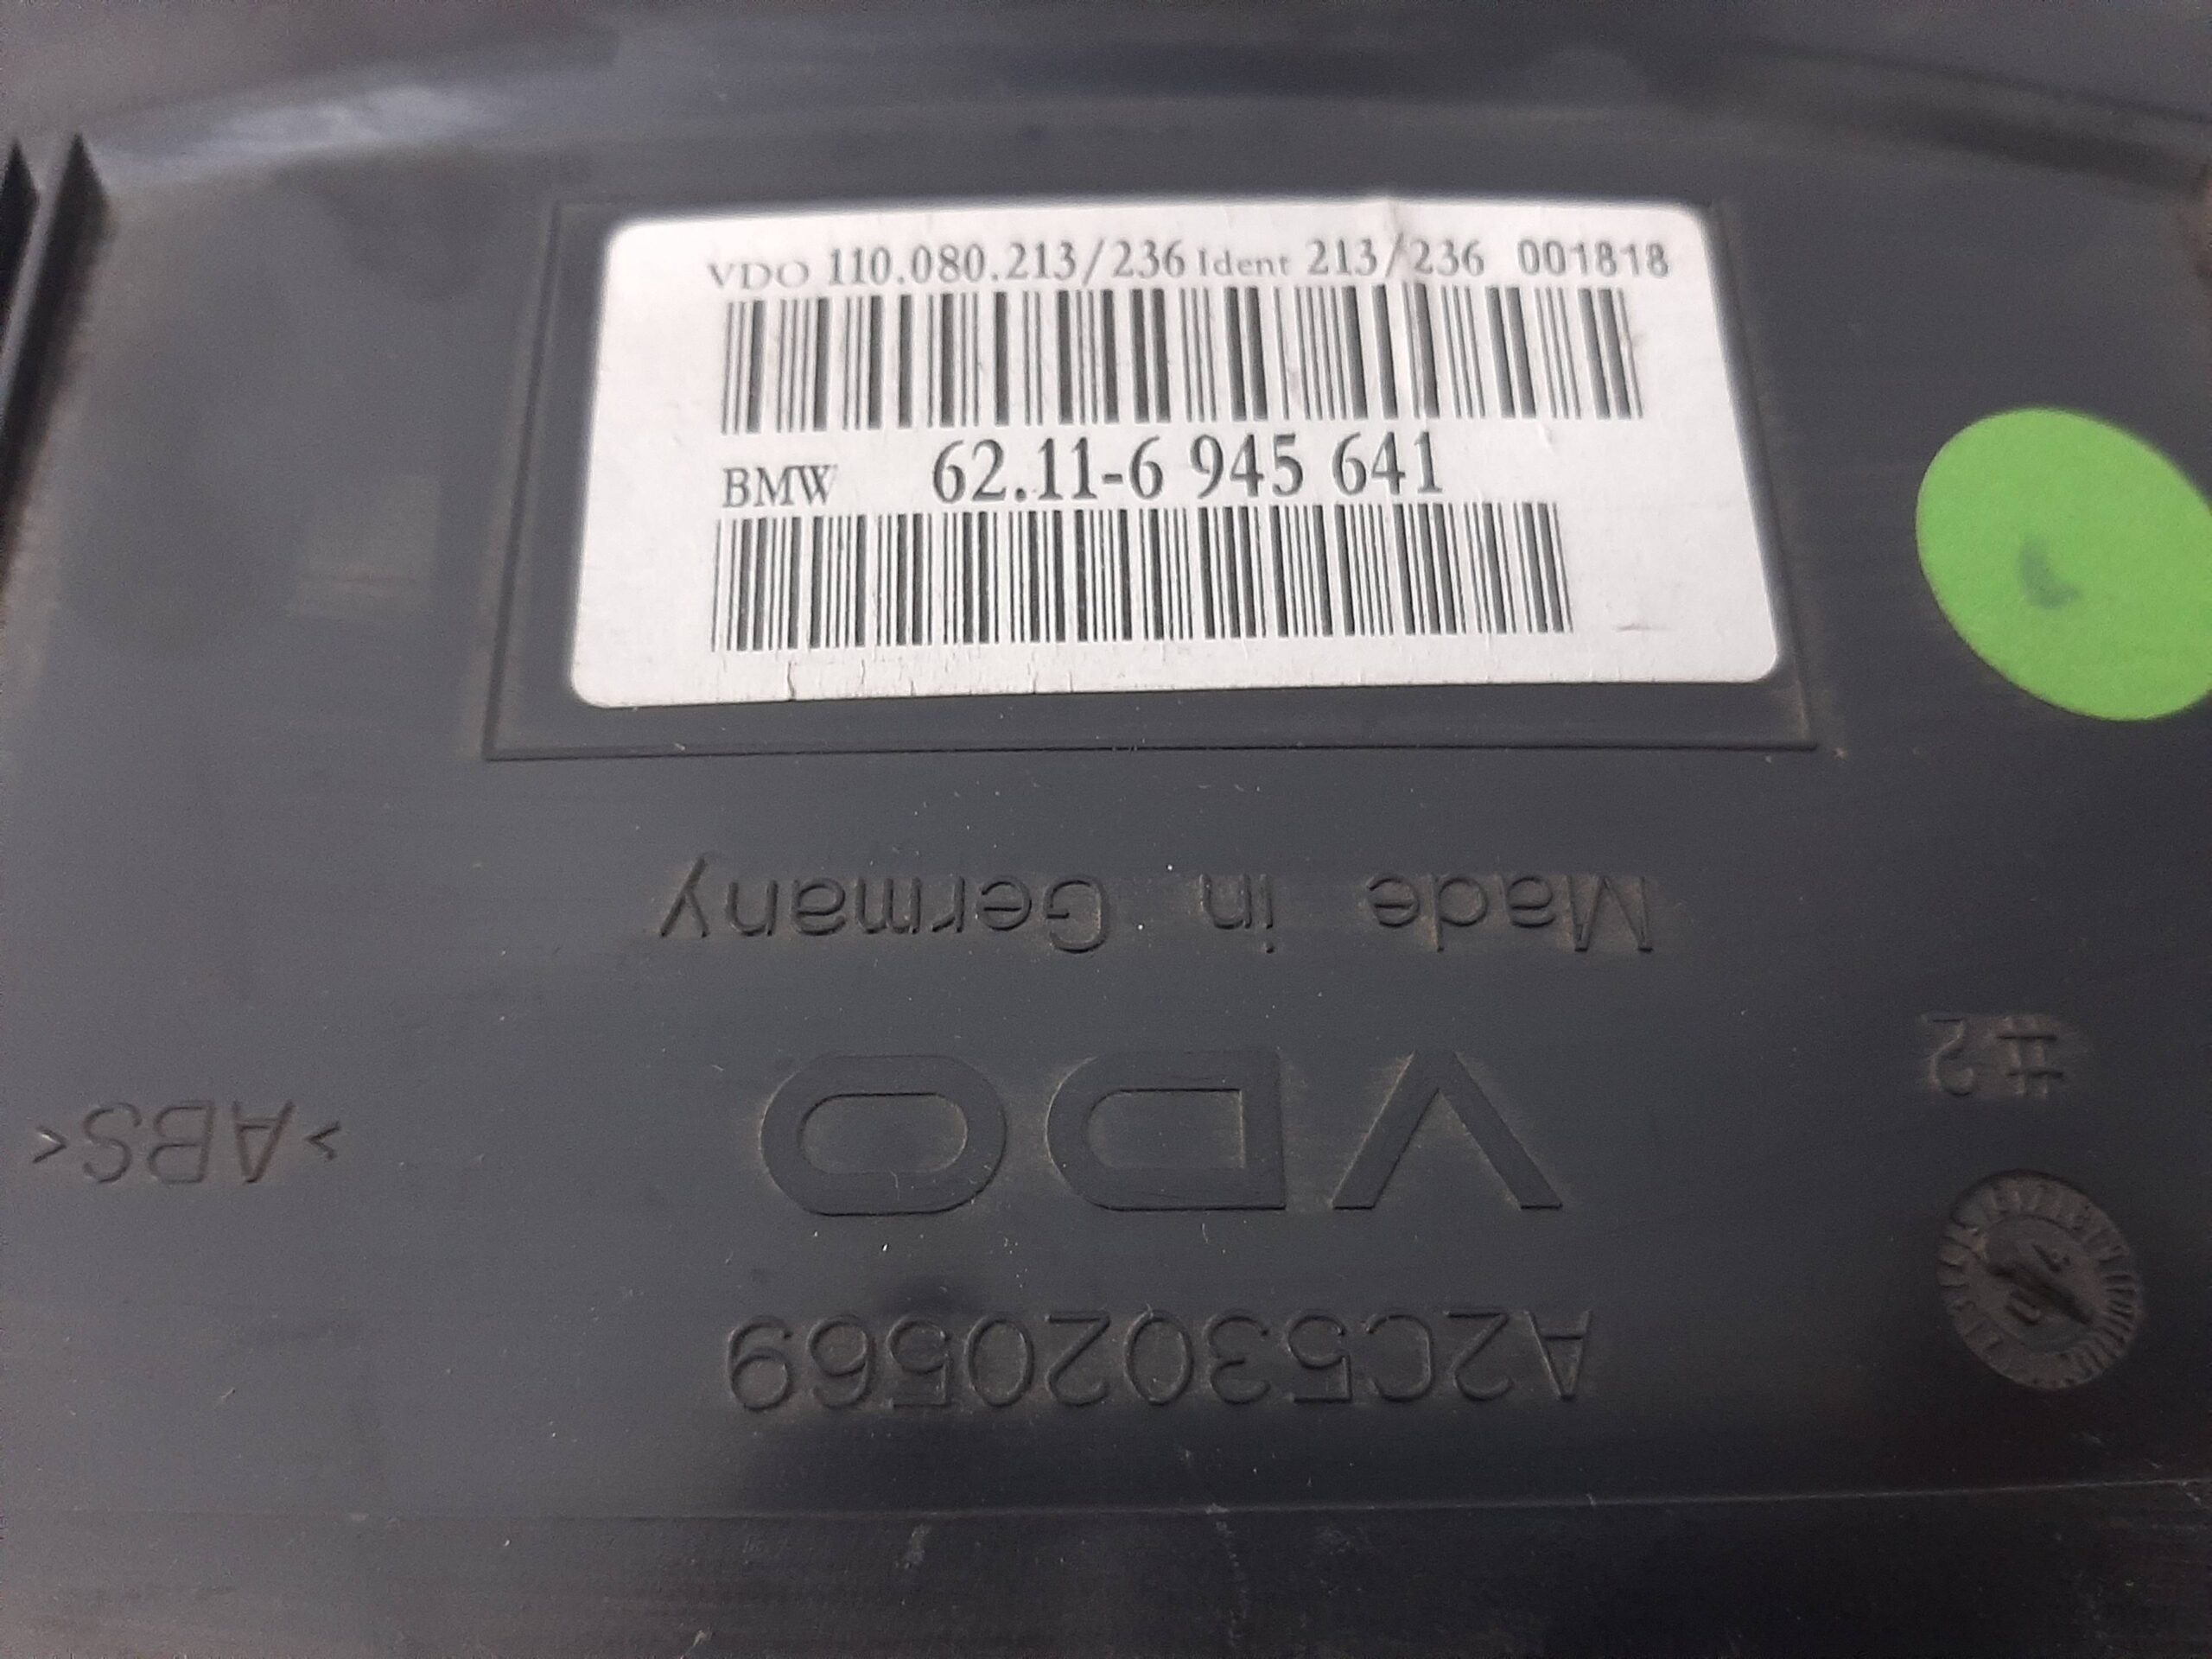 VDO 110.080.213/236 Ident 213/236 001818
BMW 62.11-6 945 641
Made in Germany
#2
VDO
>ABS<
A2C53020569